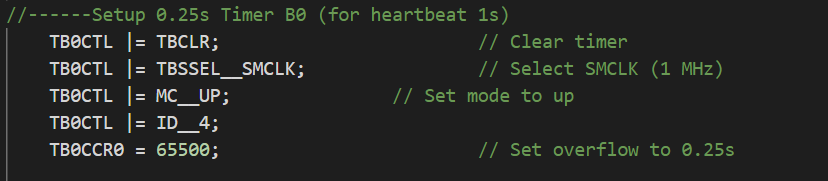 //------Setup 0.25s Timer B0 (for heartbeat 1s)
TB0CTL |= TBCLR; // Clear timer
TB0CTL |= TBSSEL__SMCLK; // Select SMCLK (1 MHz)
TB0CTL |= MC__UP; // Set mode to up
TB0CTL |= ID__4;
TB0CCR0 = 65500; // Set overflow to 0.25s